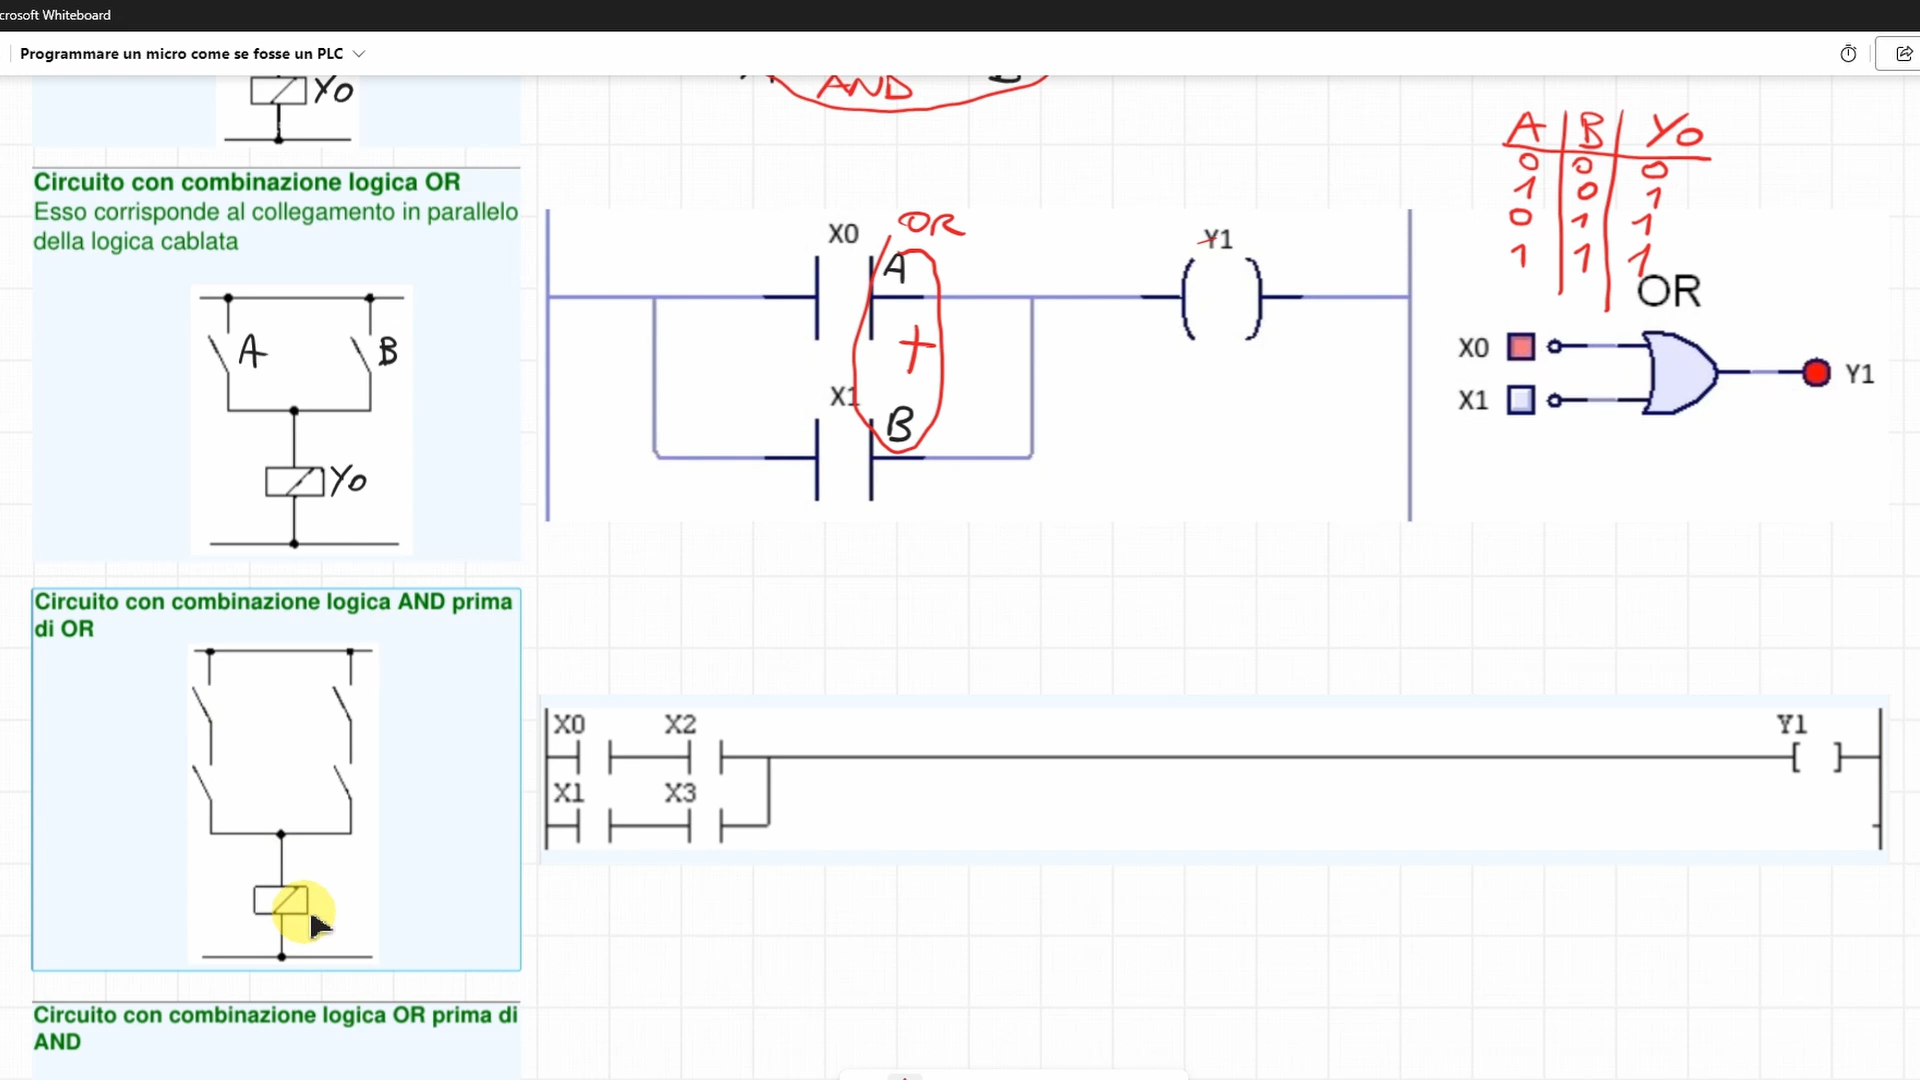 crosoft Whiteboard
Programmare un micro come se fosse un PLC
Yo
AND
Circuito con combinazione logica OR
Esso corrisponde al collegamento in parallelo
della logica cablata
A
B
Yo
X0
OR
A
+
X1
B
Y1
A B Yo
0 0 0
1 0 1
0 1 1
1 1 1
OR
X0
X1
Y1
Circuito con combinazione logica AND prima
di OR
X0 X2 Y1
X1 X3
Circuito con combinazione logica OR prima di
AND